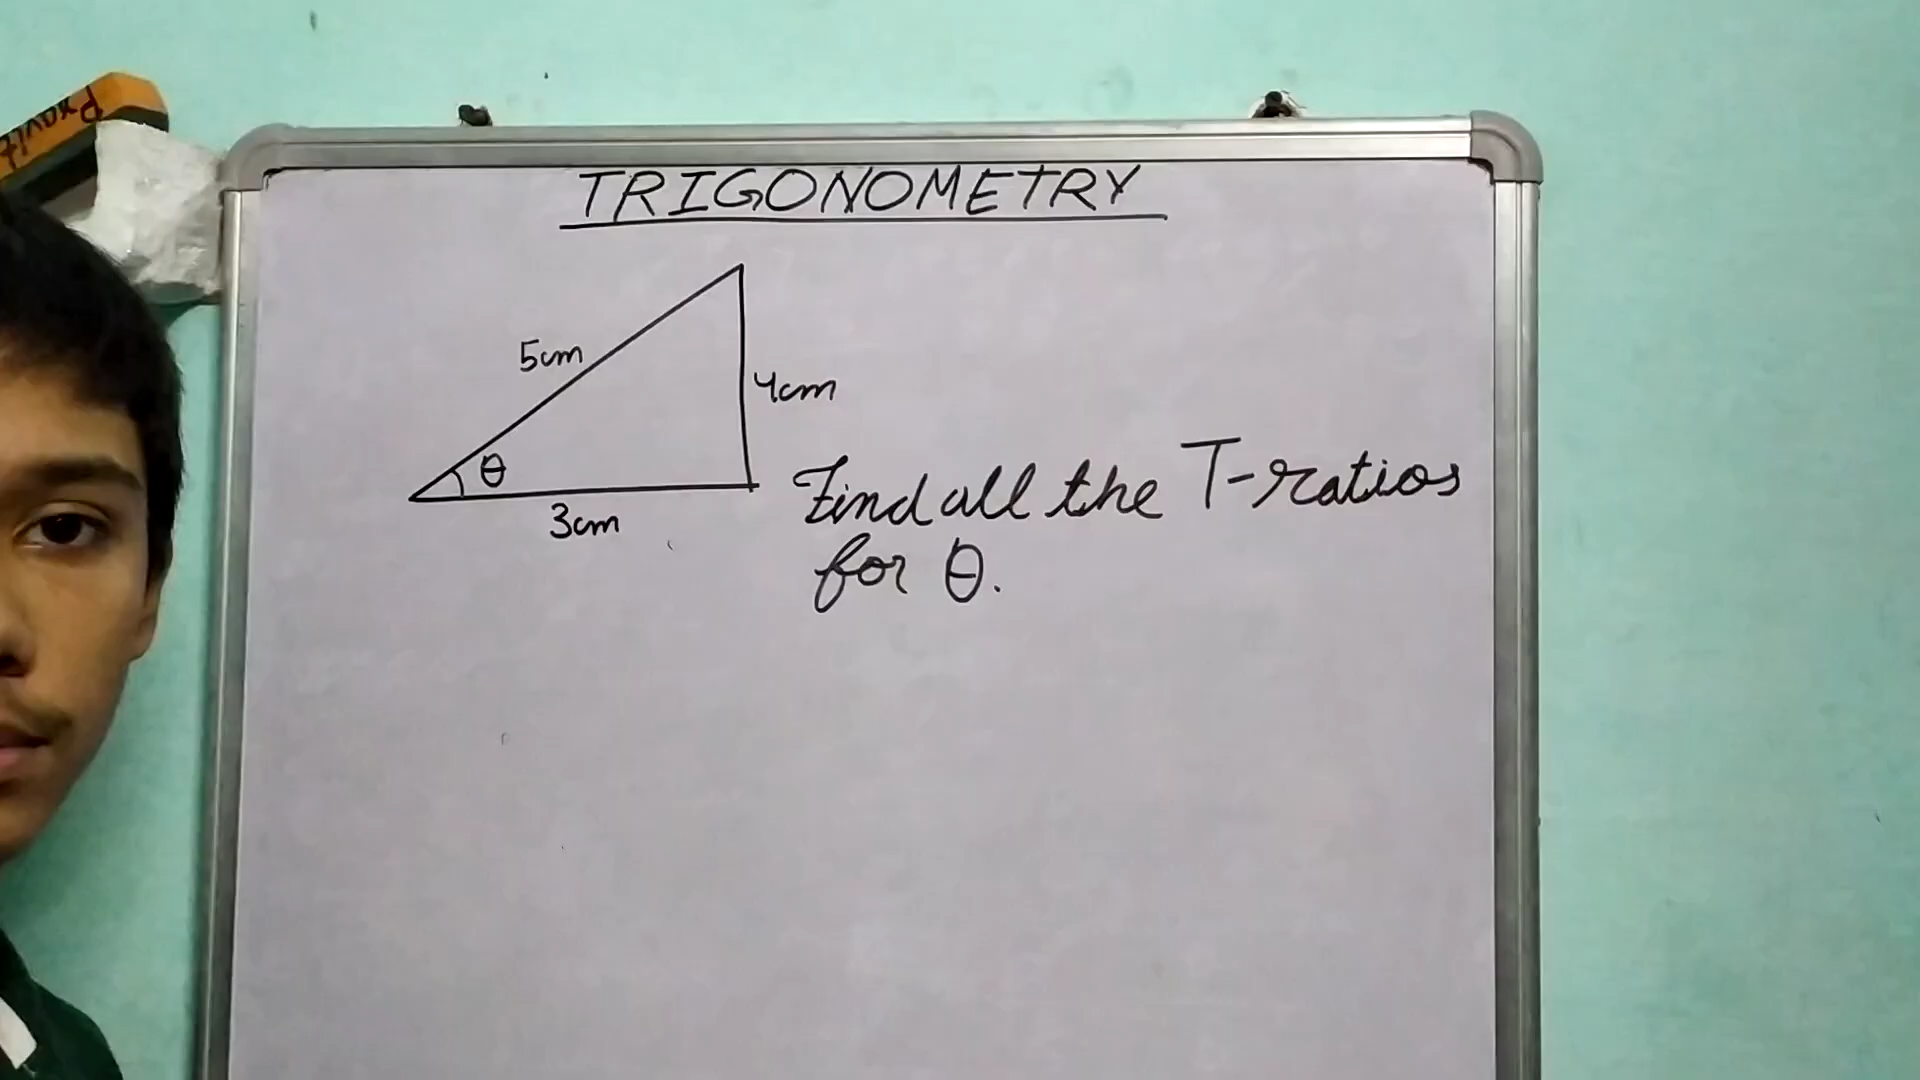 TRIGONOMETRY
5cm
4cm
θ
3cm
Find all the T-ratios
for θ.